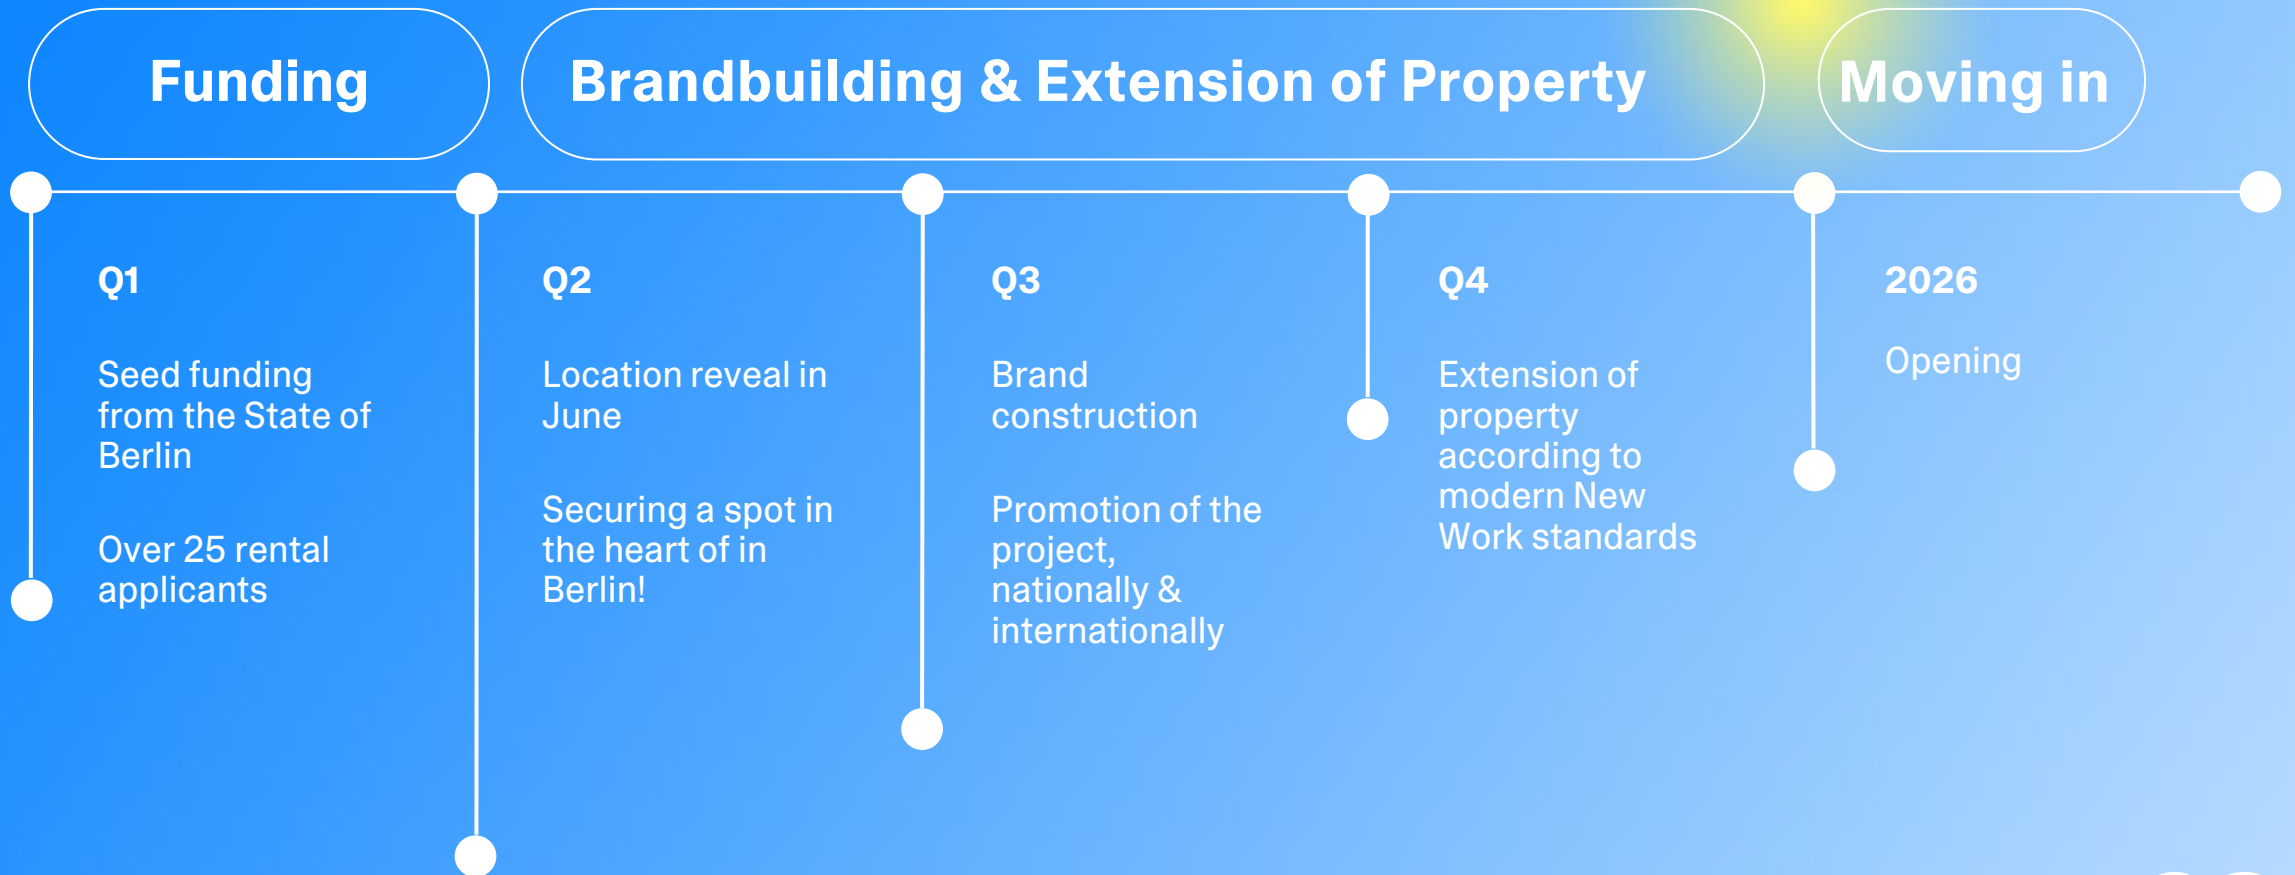 Funding
Brandbuilding & Extension of Property
Moving in
Q1
Seed funding
from the State of
Berlin
Over 25 rental
applicants
Q2
Location reveal in
June
Securing a spot in
the heart of in
Berlin!
Q3
Brand
construction
Promotion of the
project,
nationally &
internationally
Q4
Extension of
property
according to
modern New
Work standards
2026
Opening